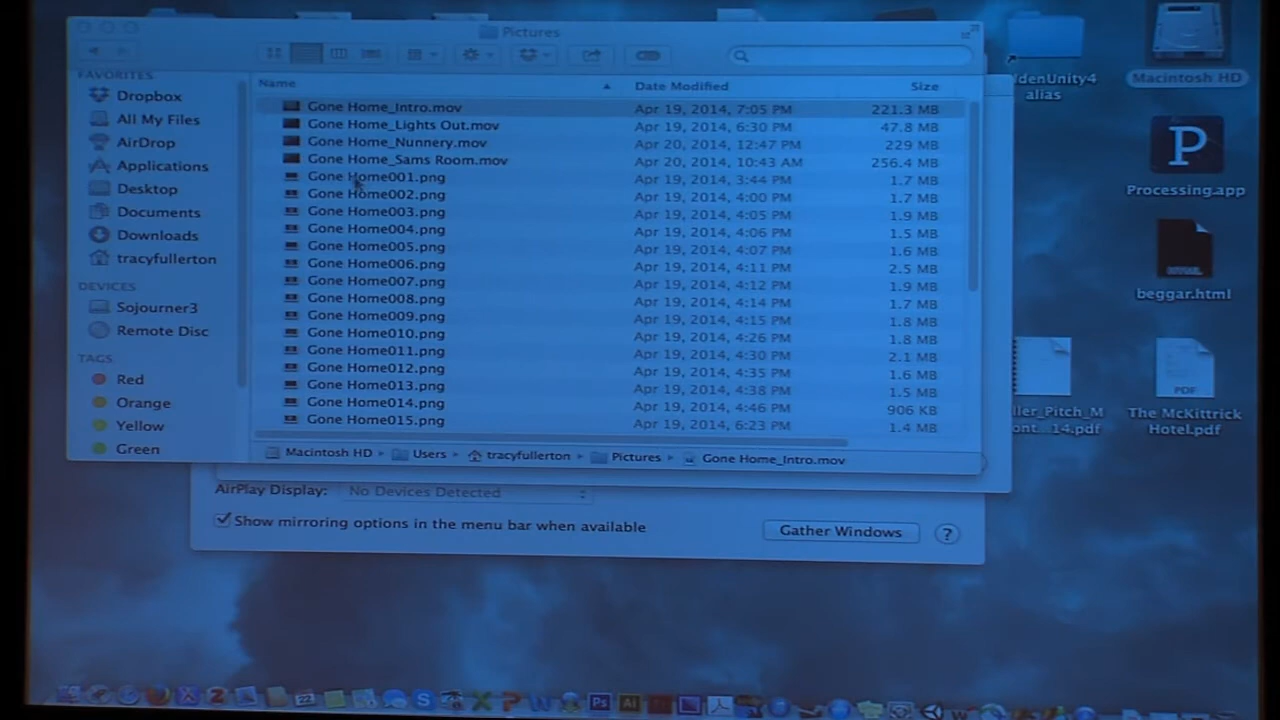 Pictures
FAVORITES
Dropbox
All My Files
AirDrop
Applications
Desktop
Documents
Downloads
tracyfullerton
DEVICES
Sojourner3
Remote Disc
TAGS
Red
Orange
Yellow
Green
Name Date Modified Size
Gone Home_Intro.mov Apr 19, 2014, 7:05 PM 221.3 MB
Gone Home_Lights Out.mov Apr 19, 2014, 6:30 PM 47.8 MB
Gone Home_Nunnery.mov Apr 20, 2014, 12:47 PM 229 MB
Gone Home_Sams Room.mov Apr 20, 2014, 10:43 AM 256.4 MB
Gone Home001.png Apr 19, 2014, 3:44 PM 1.7 MB
Gone Home002.png Apr 19, 2014, 4:00 PM 1.7 MB
Gone Home003.png Apr 19, 2014, 4:05 PM 1.9 MB
Gone Home004.png Apr 19, 2014, 4:06 PM 1.5 MB
Gone Home005.png Apr 19, 2014, 4:07 PM 1.6 MB
Gone Home006.png Apr 19, 2014, 4:11 PM 2.5 MB
Gone Home007.png Apr 19, 2014, 4:12 PM 1.9 MB
Gone Home008.png Apr 19, 2014, 4:14 PM 1.7 MB
Gone Home009.png Apr 19, 2014, 4:15 PM 1.8 MB
Gone Home010.png Apr 19, 2014, 4:26 PM 1.8 MB
Gone Home011.png Apr 19, 2014, 4:30 PM 2.1 MB
Gone Home012.png Apr 19, 2014, 4:35 PM 1.6 MB
Gone Home013.png Apr 19, 2014, 4:38 PM 1.5 MB
Gone Home014.png Apr 19, 2014, 4:46 PM 906 KB
Gone Home015.png Apr 19, 2014, 6:23 PM 1.4 MB
Macintosh HD Users tracyfullerton Pictures Gone Home_Intro.mov
AirPlay Display: No Devices Detected
Show mirroring options in the menu bar when available
Gather Windows ?
denUnity4
alias
Macintosh HD
P
Processing.app
HTML
beggar.html
ller_Pitch_M
ont...14.pdf
PDF
The McKittrick
Hotel.pdf
22
Ps
Ai